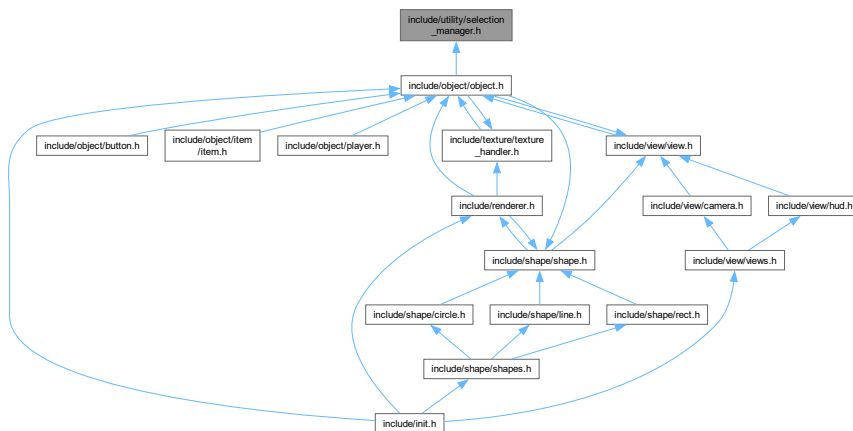 include/utility/selection
_manager.h
include/object/object.h
include/object/button.h
include/object/item
/item.h
include/object/player.h
include/texture/texture
_handler.h
include/view/view.h
include/renderer.h
include/view/camera.h
include/view/hud.h
include/shape/shape.h
include/view/views.h
include/shape/circle.h
include/shape/line.h
include/shape/rect.h
include/shape/shapes.h
include/init.h